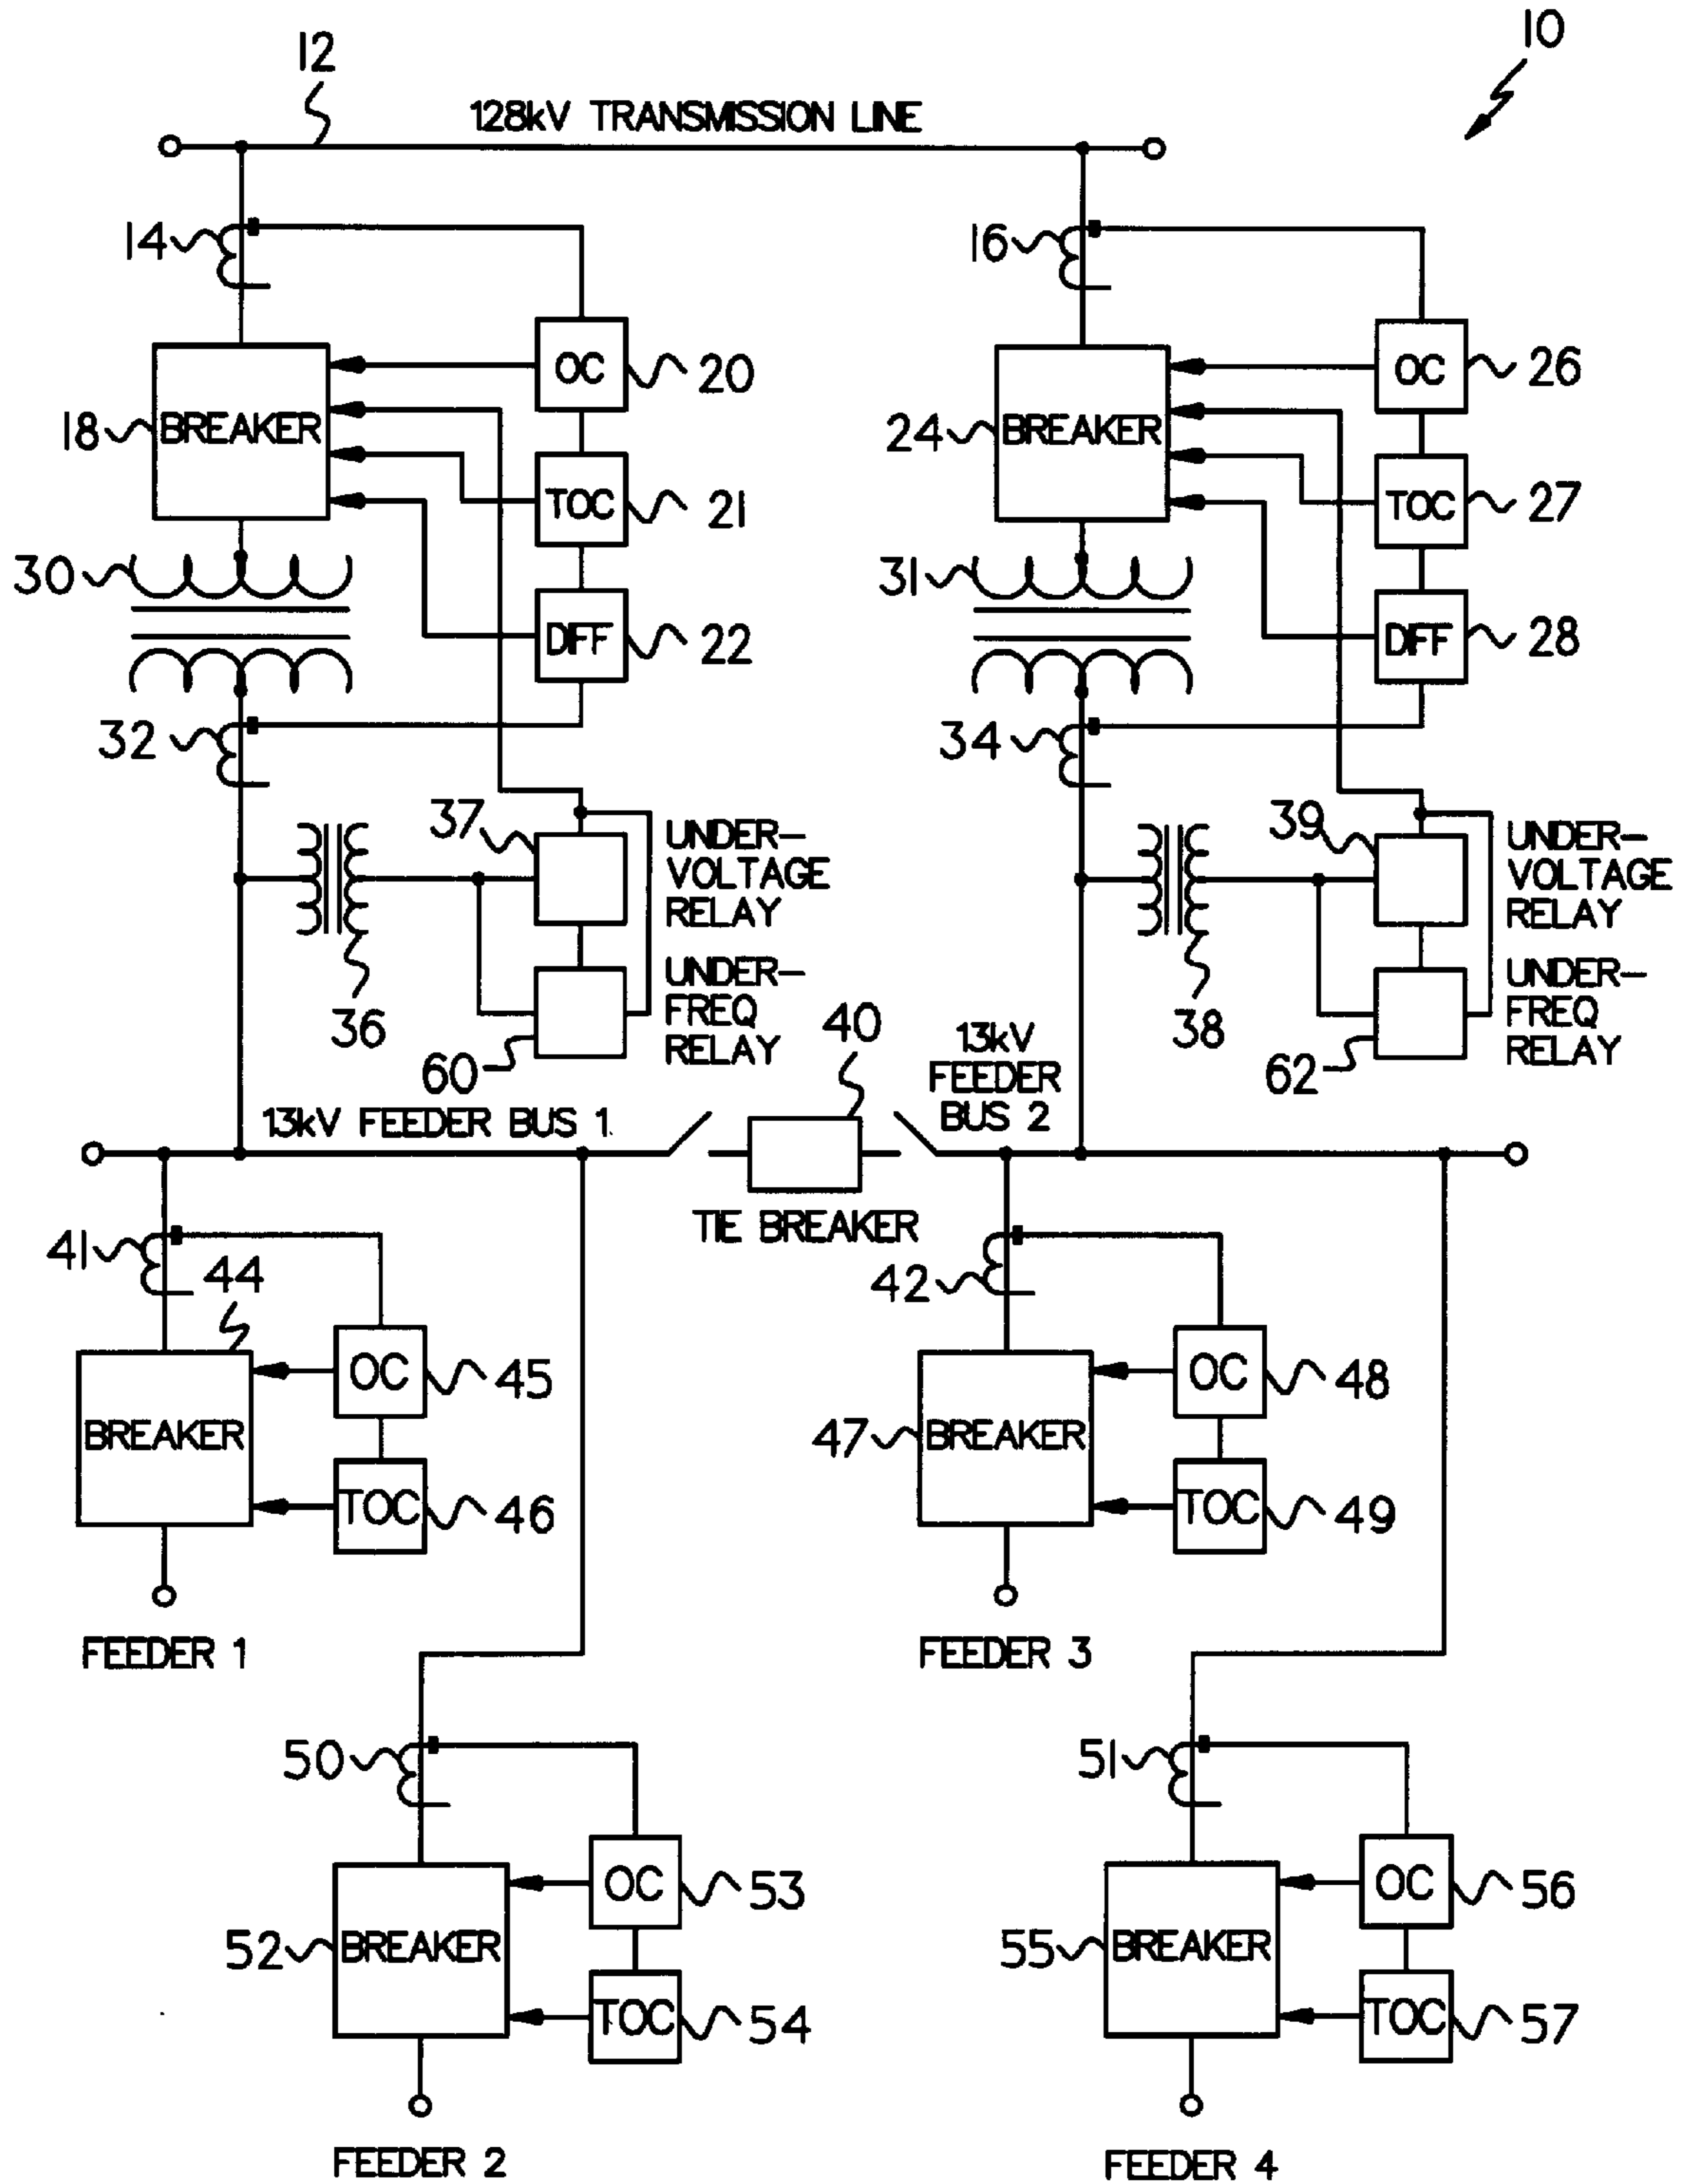 10
12
128kV TRANSMISSION LINE
14
16
OC
20
OC
26
18
BREAKER
24
BREAKER
TOC
21
TOC
27
30
31
DIFF
22
DIFF
28
32
34
37
UNDER-
VOLTAGE
RELAY
39
UNDER-
VOLTAGE
RELAY
36
60
UNDER-
FREQ
RELAY
38
62
UNDER-
FREQ
RELAY
40
13kV
FEEDER
BUS 2
13kV FEEDER BUS 1
TIE BREAKER
41
44
42
OC
45
OC
48
BREAKER
47
BREAKER
TOC
46
TOC
49
FEEDER 1
FEEDER 3
50
51
OC
53
OC
56
52
BREAKER
55
BREAKER
TOC
54
TOC
57
FEEDER 2
FEEDER 4